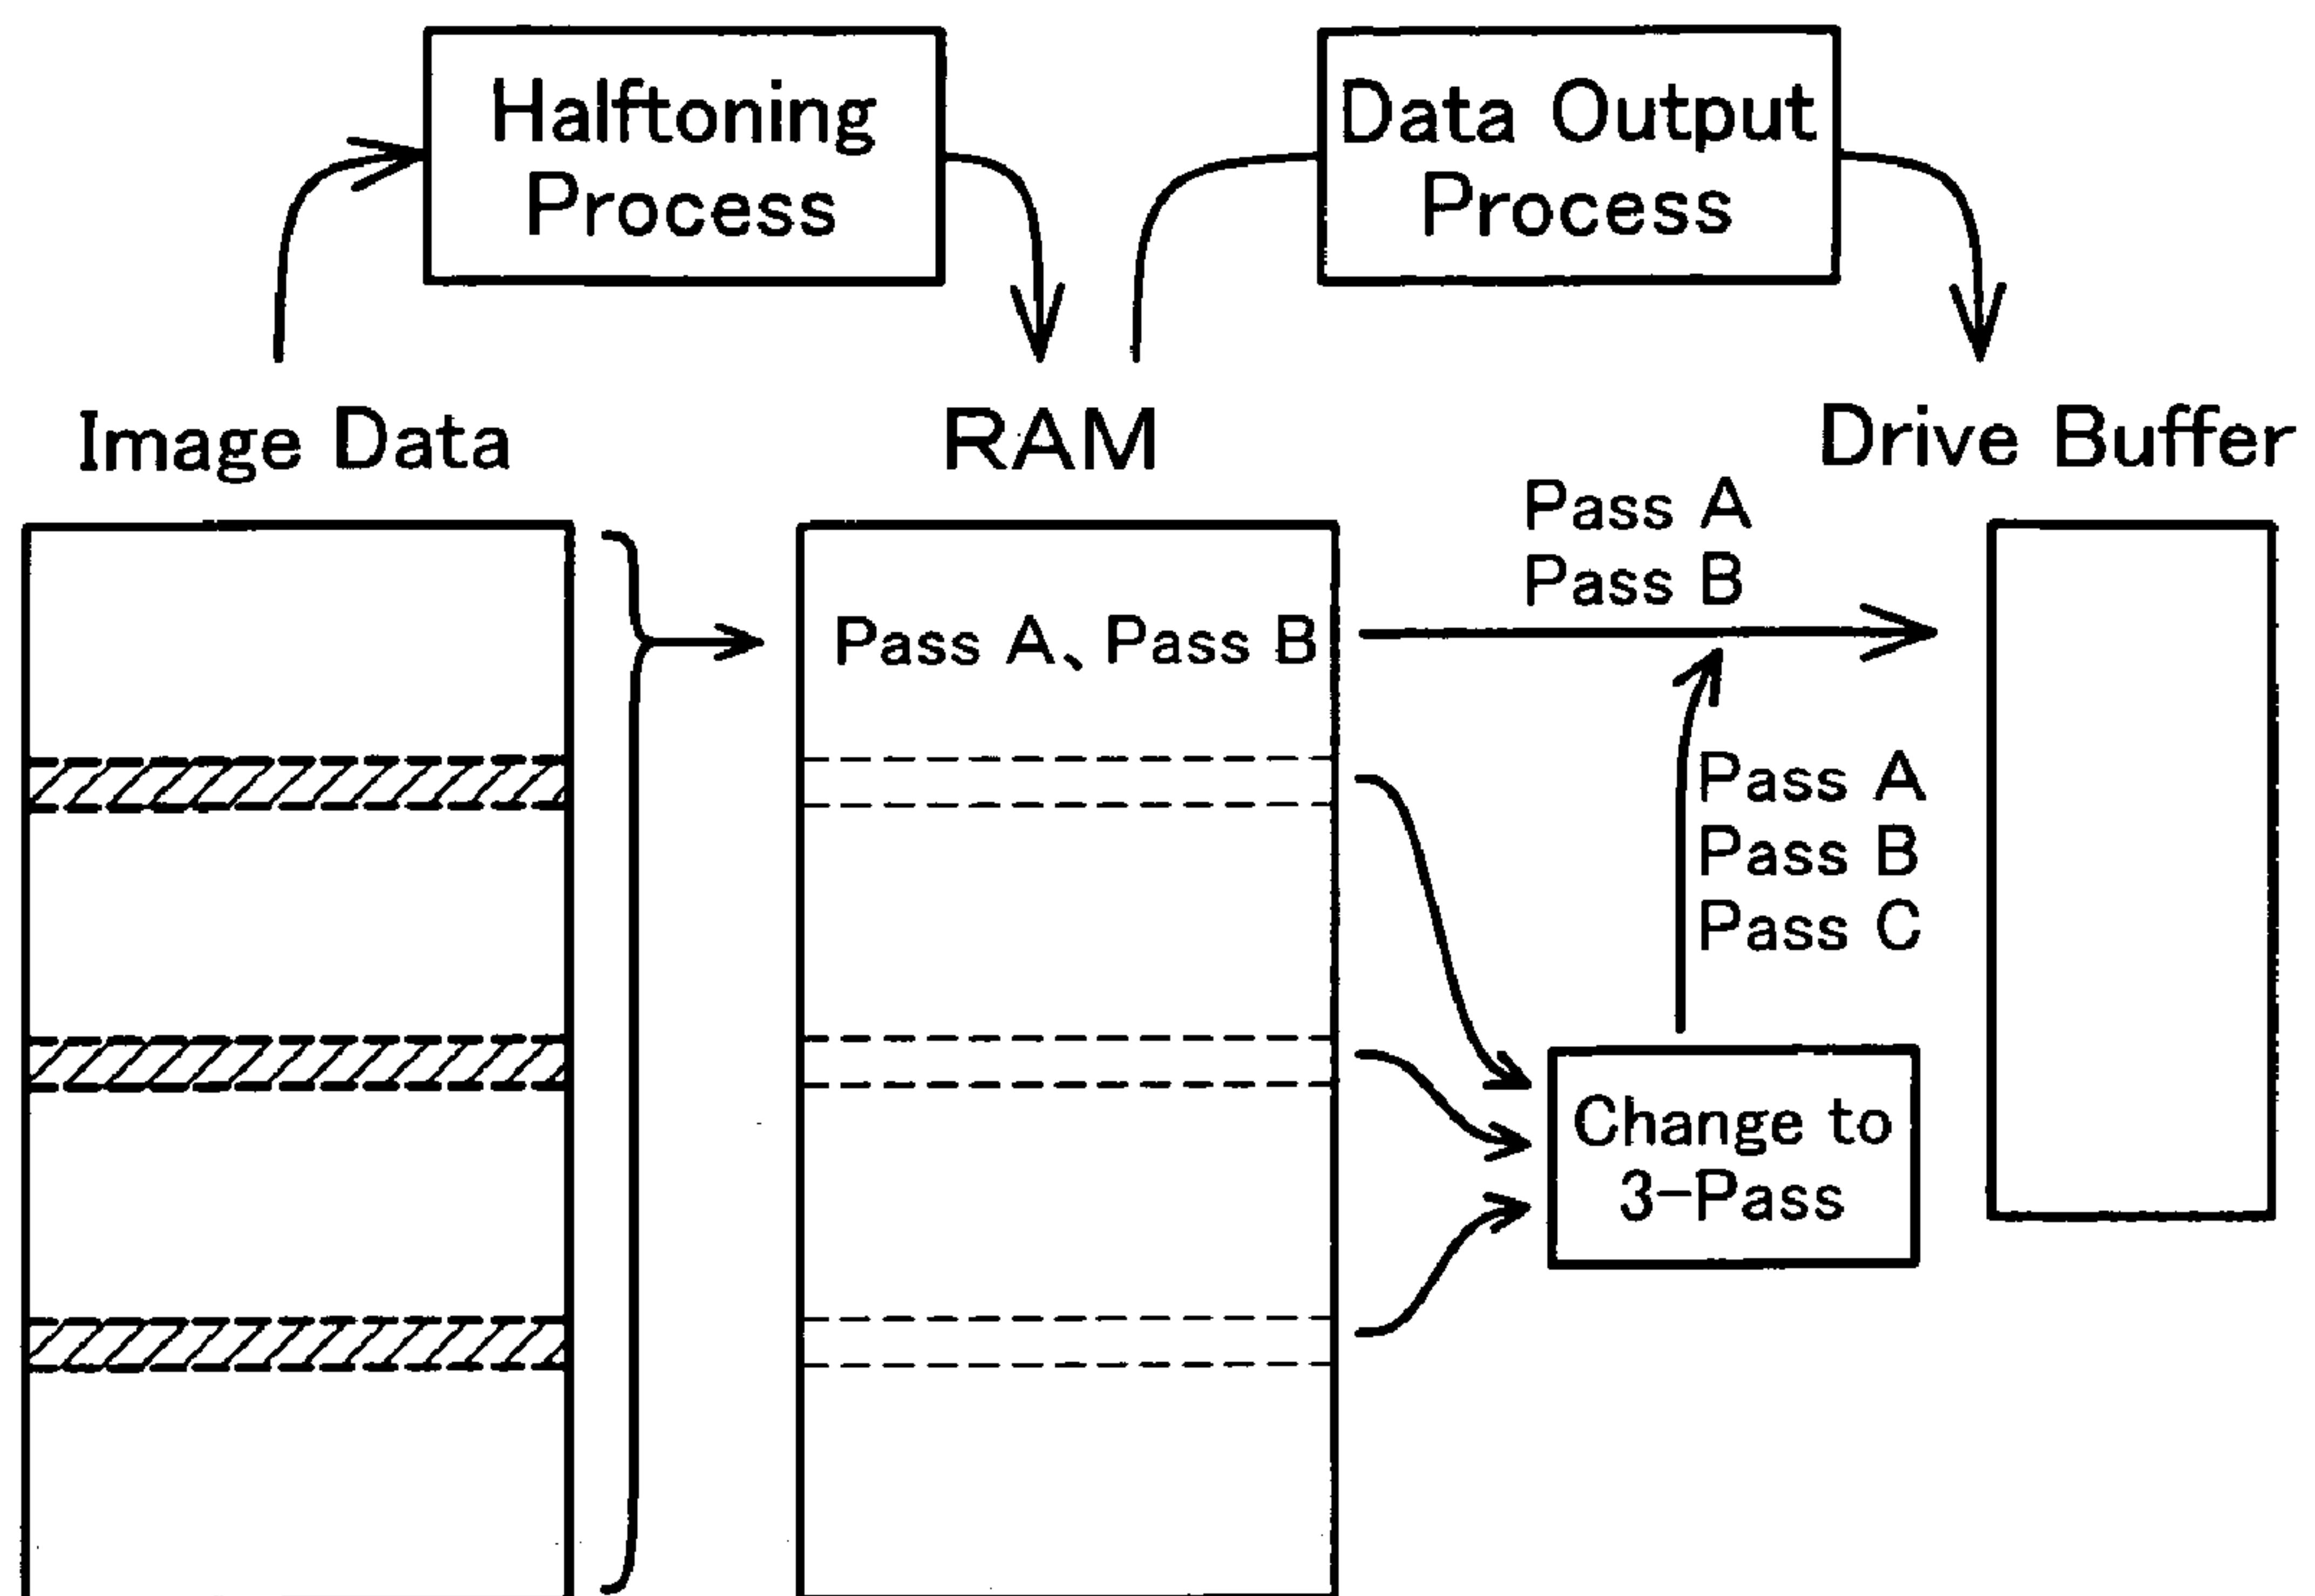 Halftoning
Process
Data Output
Process
Image Data
RAM
Drive Buffer
Pass A
Pass B
Pass A、Pass B
Pass A
Pass B
Pass C
Change to
3-Pass